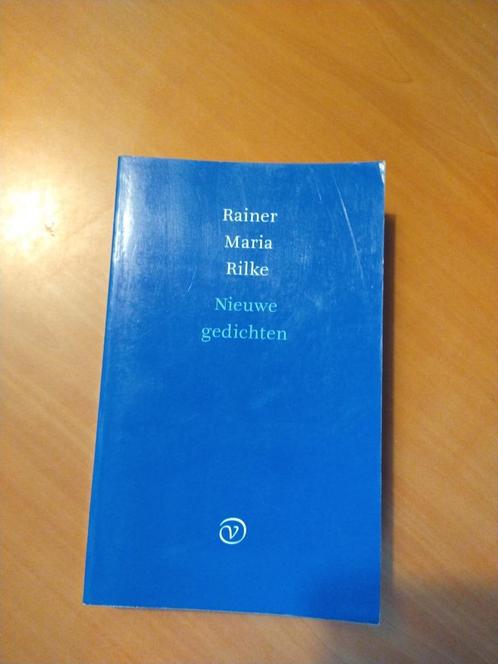 Rainer
Maria
Rilke
Nieuwe
gedichten
V